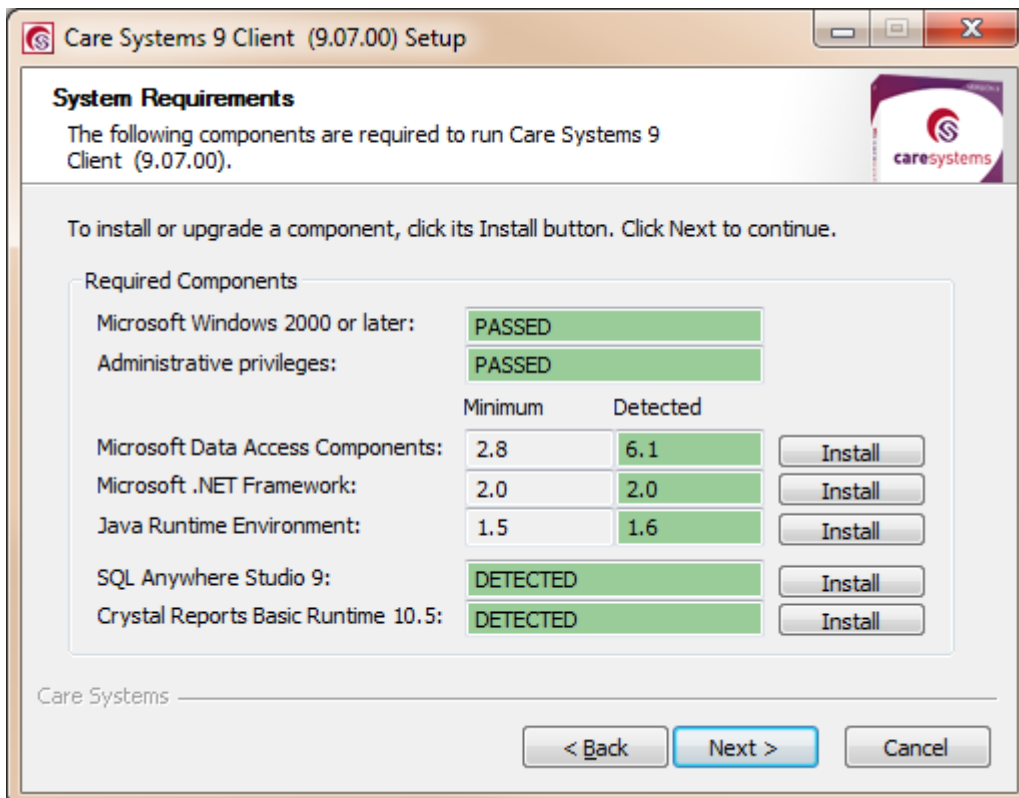 Care Systems 9 Client (9.07.00) Setup
System Requirements
The following components are required to run Care Systems 9
Client (9.07.00).
caresystems
To install or upgrade a component, click its Install button. Click Next to continue.
Required Components
Microsoft Windows 2000 or later: PASSED
Administrative privileges: PASSED
Minimum Detected
Microsoft Data Access Components: 2.8 6.1 Install
Microsoft .NET Framework: 2.0 2.0 Install
Java Runtime Environment: 1.5 1.6 Install
SQL Anywhere Studio 9: DETECTED Install
Crystal Reports Basic Runtime 10.5: DETECTED Install
Care Systems
< Back Next > Cancel